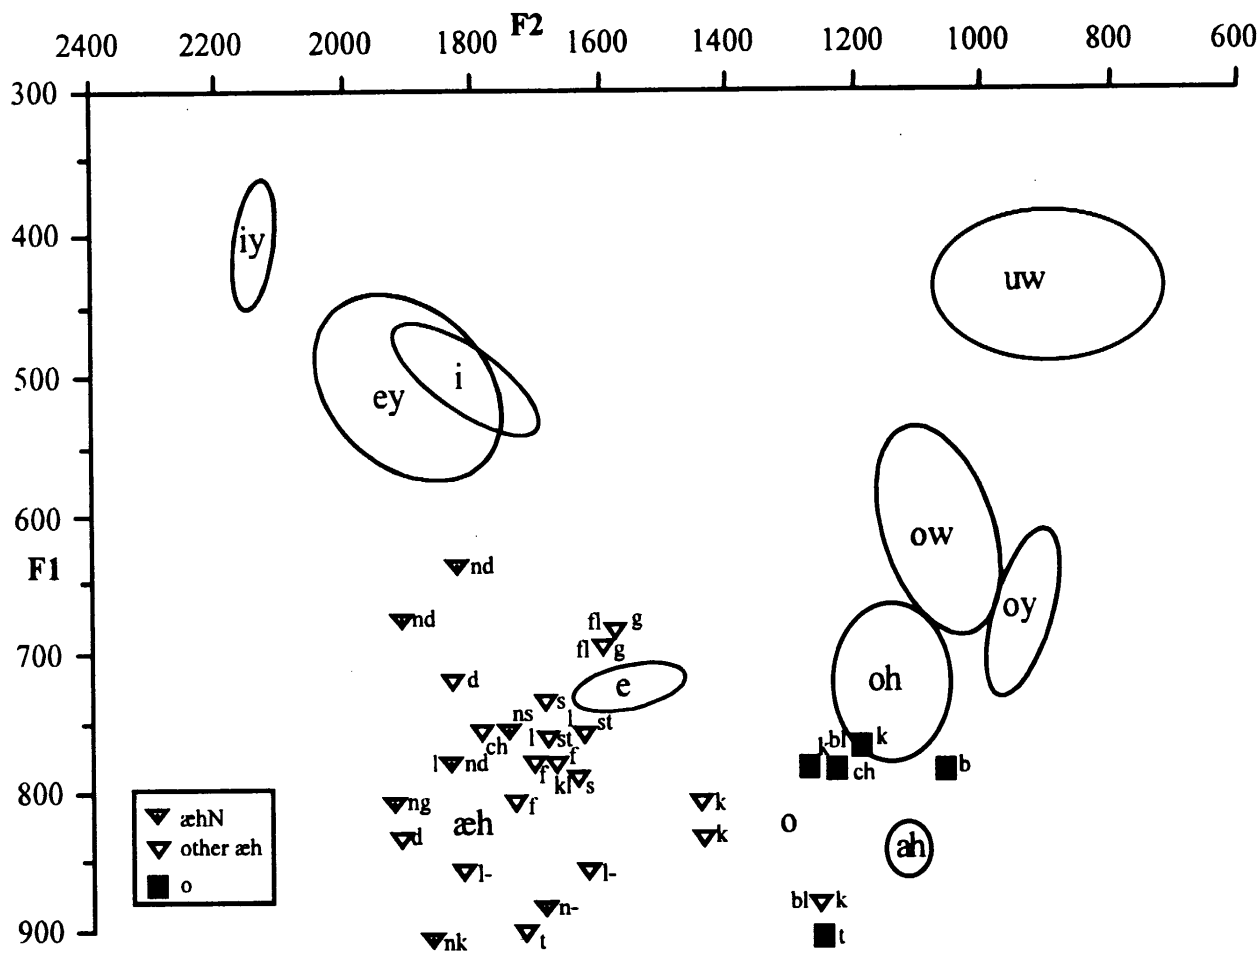 F2
2400 2200 2000 1800 1600 1400 1200 1000 800 600
300
iy
400
uw
i
500
ey
600
ow
F1
nd
oy
nd
fl g
fl g
700
d
e
oh
s
ns
l st
l st
ch
bl k
k
ch
b
l nd
f
f
kl s
800
ng
f
k
æh
o
d
k
ah
l-
l-
n-
bl k
900
nk
t
t
æhN
other æh
o